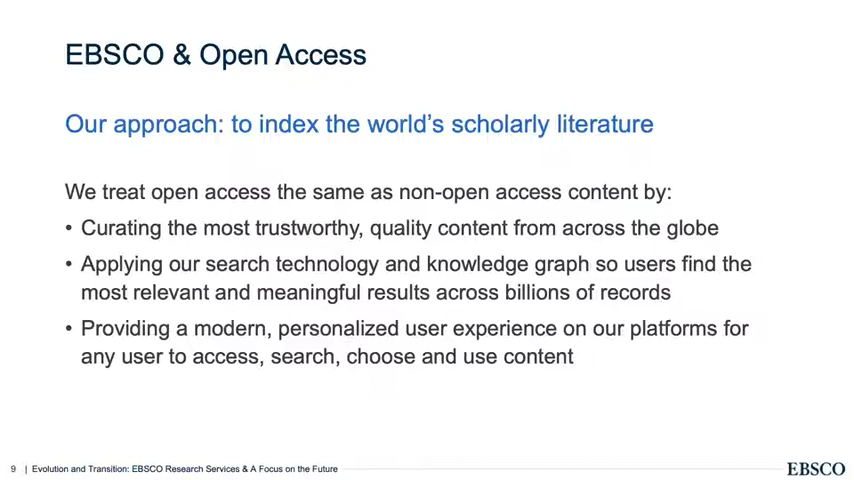 EBSCO & Open Access
Our approach: to index the world's scholarly literature
We treat open access the same as non-open access content by:
• Curating the most trustworthy, quality content from across the globe
• Applying our search technology and knowledge graph so users find the
most relevant and meaningful results across billions of records
• Providing a modern, personalized user experience on our platforms for
any user to access, search, choose and use content
9 | Evolution and Transition: EBSCO Research Services & A Focus on the Future
EBSCO